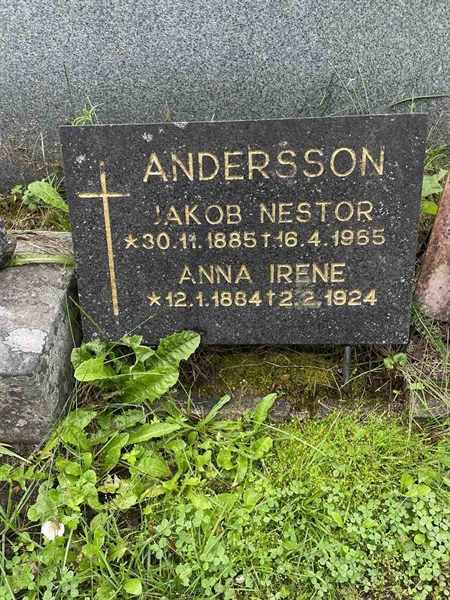 ANDERSSON
JAKOB NESTOR
*30.11.1885†16.4.1965
ANNA IRENE
*12.1.1884†2.2.1924